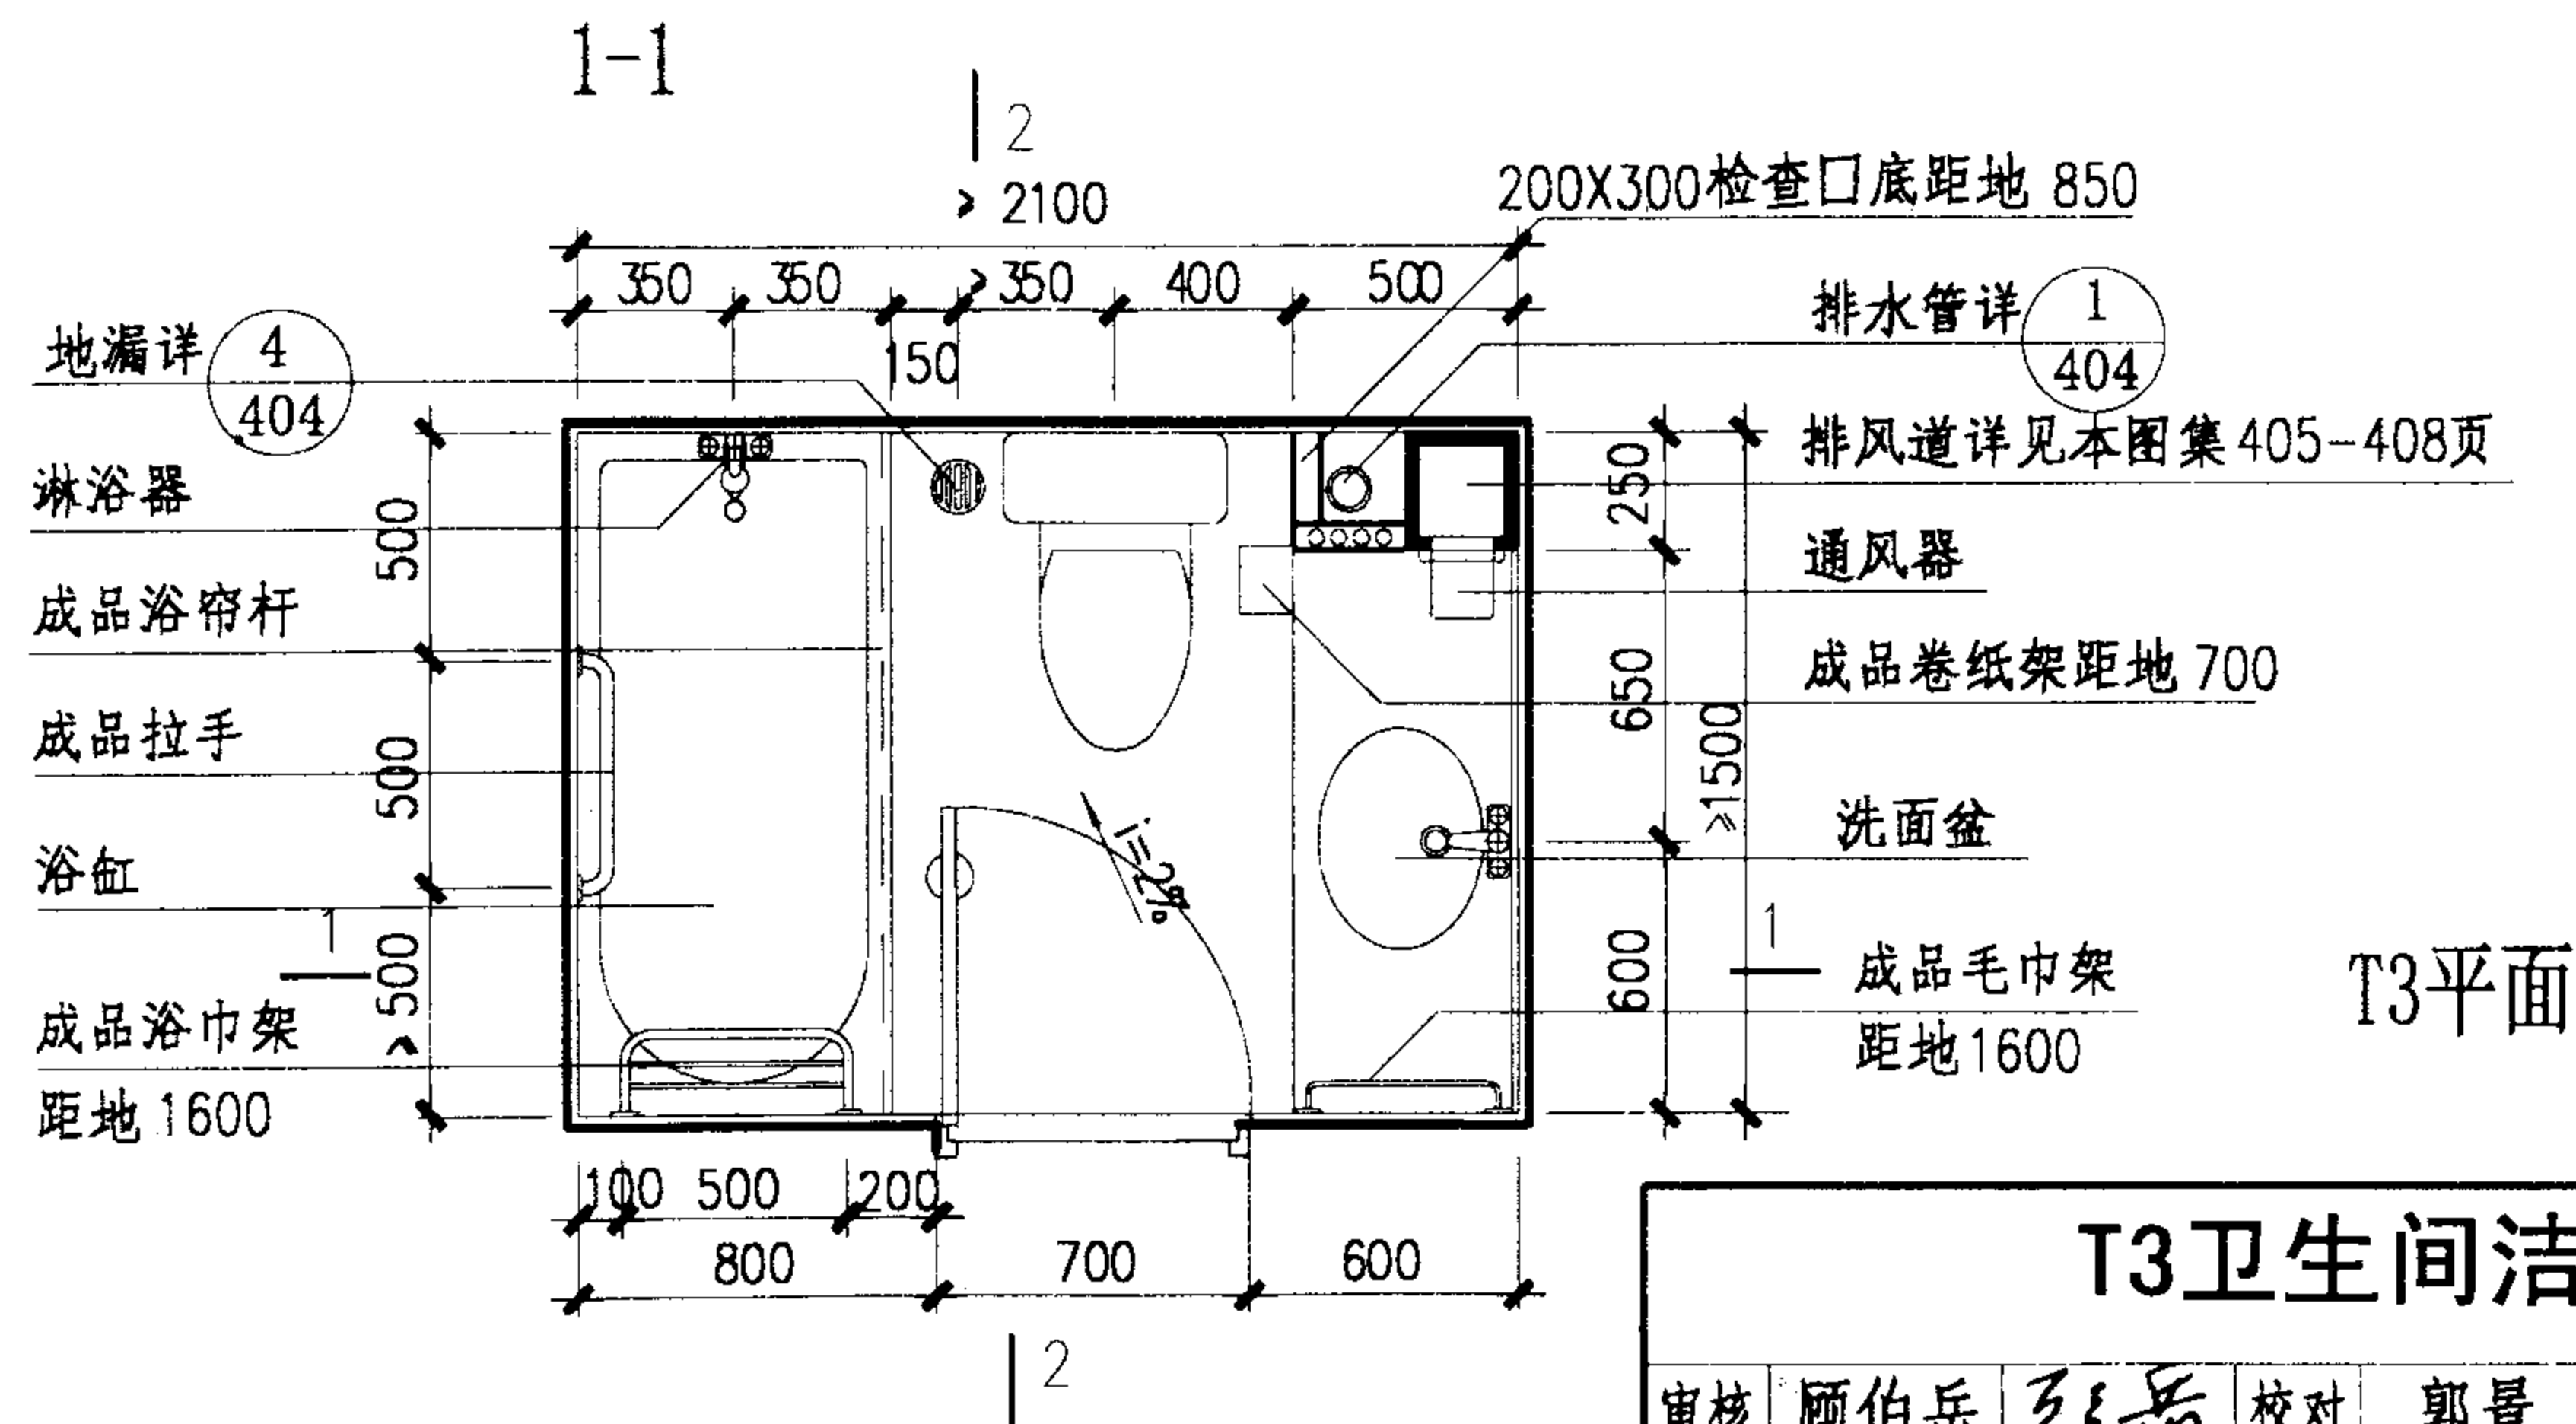 1-1
2
≥ 2100
350
350
≥350
400
500
150
200X300检查口底距地 850
排水管详
1
404
地漏详
4
404
排风道详见本图集405-408页
淋浴器
通风器
成品浴帘杆
成品卷纸架距地 700
成品拉手
洗面盆
浴缸
成品毛巾架
距地1600
成品浴巾架
距地 1600
500
500
≥ 500
250
650
600
≥1500
i=2%
1
1
T3平面
100
500
200
800
700
600
2
T3卫生间洁
审核
顾伯岳
校对